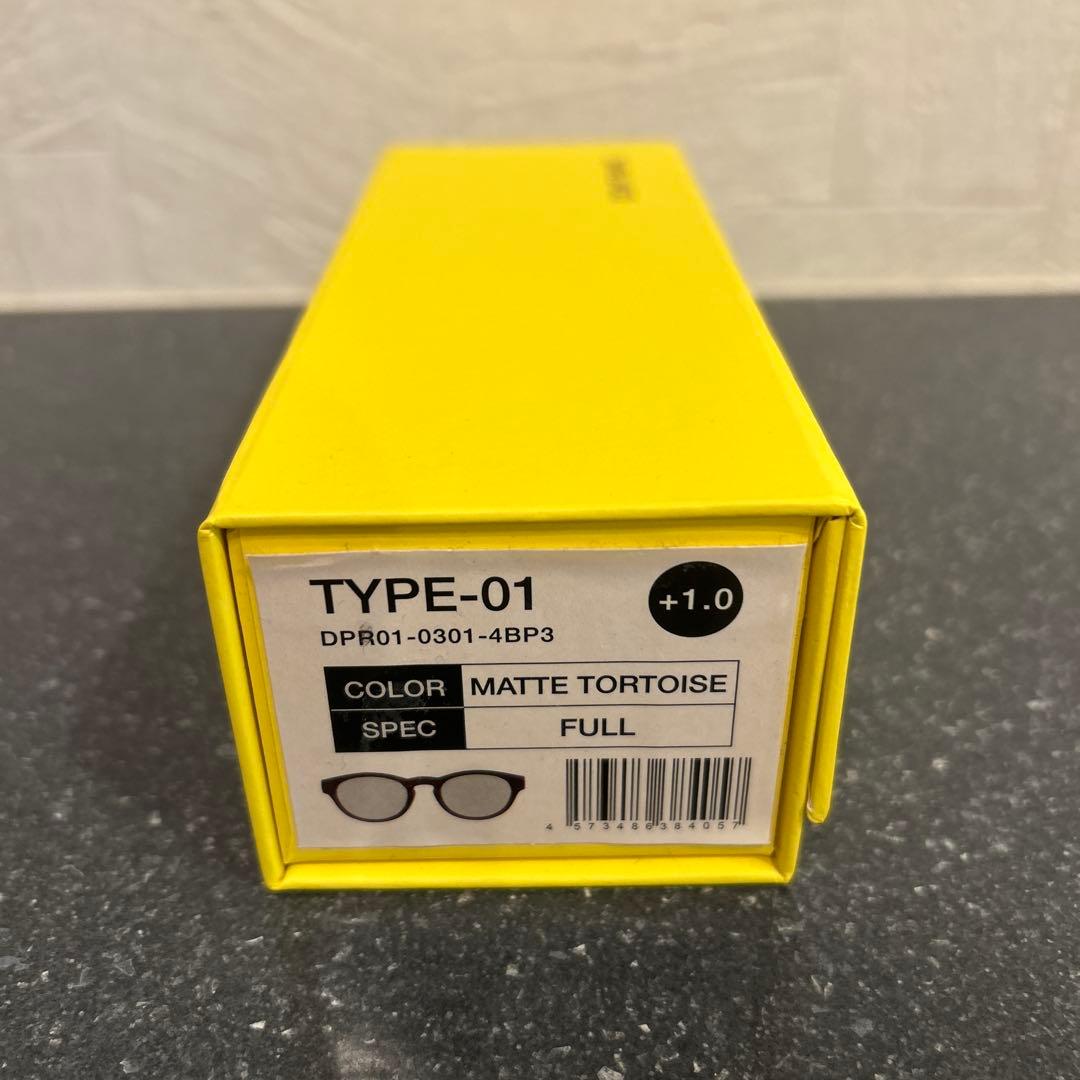 TYPE-01
+1.0
DPR01-0301-4BP3
COLOR MATTE TORTOISE
SPEC FULL
4 573486 384057